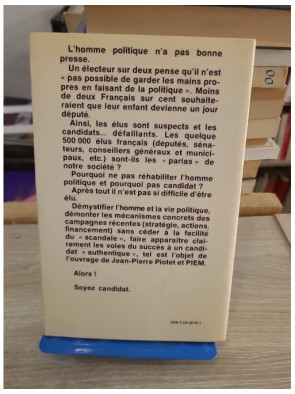 L'homme politique n'a pas bonne
presse.
Un électeur sur deux pense qu'il n'est
« pas possible de garder les mains pro-
pres en faisant de la politique ». Moins
de deux Français sur cent souhaite-
raient que leur enfant devienne un jour
député.
Ainsi, les élus sont suspects et les
candidats... défaillants. Les quelque
500 000 élus français (députés, séna-
teurs, conseillers généraux et munici-
paux, etc.) sont-ils les « parias » de
notre société ?
Pourquoi ne pas réhabiliter l'homme
politique et pourquoi pas candidat ?
Après tout il n'est pas si difficile d'être
élu.
Démystifier l'homme et la vie politique,
démonter les mécanismes concrets des
campagnes récentes (stratégie, actions,
financement) sans céder à la facilité
du « scandale », faire apparaître clai-
rement les voies du succès à un candi-
dat « authentique », tel est l'objet de
l'ouvrage de Jean-Pierre Piotet et PIEM.
Alors !
Soyez candidat.